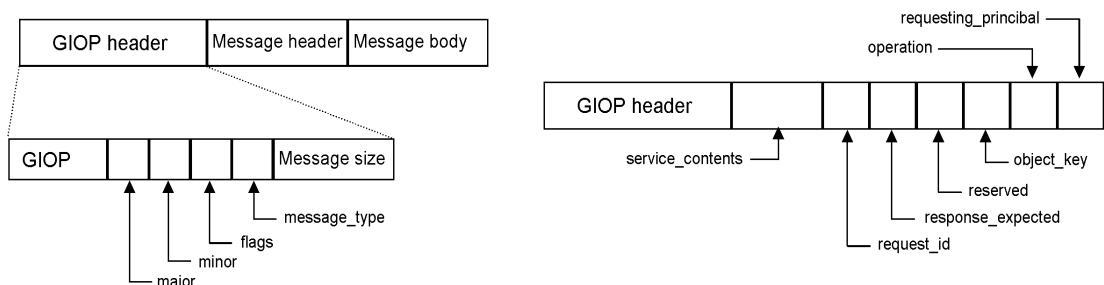 GIOP header
Message header
Message body
GIOP
Message size
message_type
flags
minor
major
requesting_principal
operation
GIOP header
service_contents
object_key
reserved
response_expected
request_id